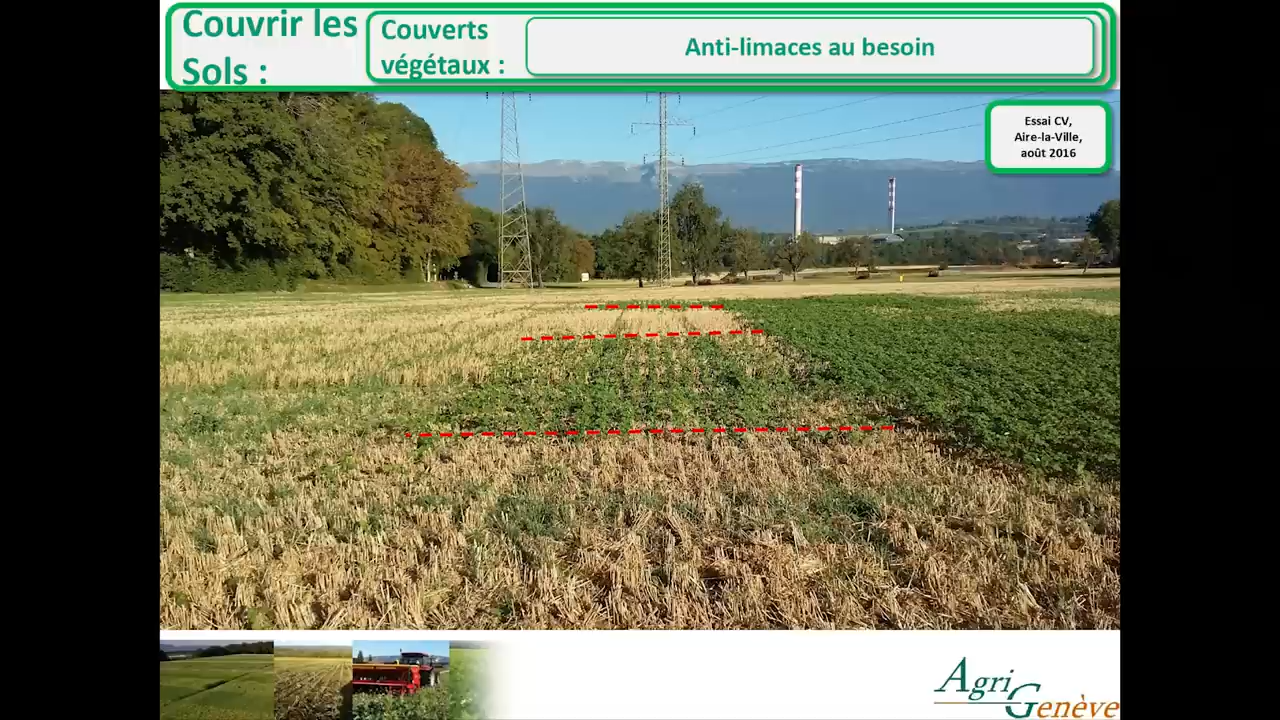 Couvrir les
Sols :
Couverts
végétaux :
Anti-limaces au besoin
Essai CV,
Aire-la-Ville,
août 2016
Agri
Genève